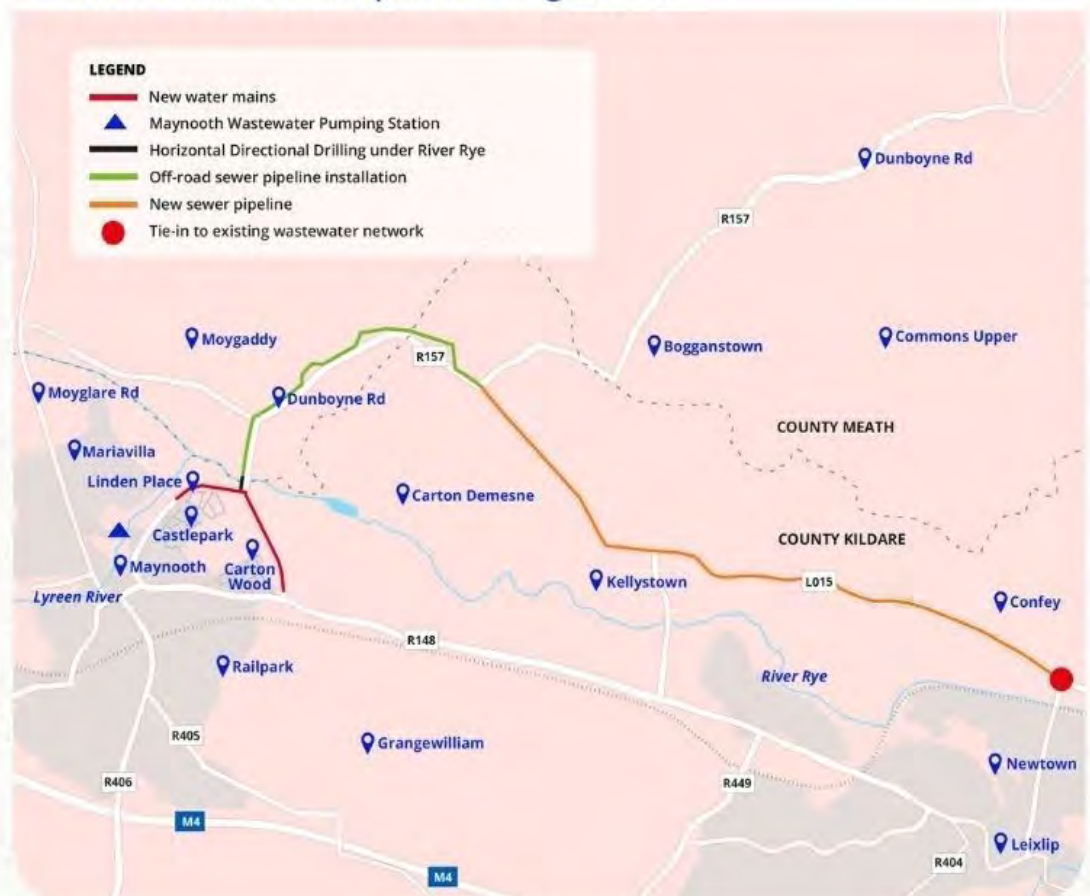 LEGEND
New water mains
Maynooth Wastewater Pumping Station
Horizontal Directional Drilling under River Rye
Off-road sewer pipeline installation
New sewer pipeline
Tie-in to existing wastewater network
Dunboyne Rd
R157
Moygaddy
Bogganstown
Commons Upper
R157
Moyglare Rd
Dunboyne Rd
COUNTY MEATH
Mariavilla
Linden Place
Carton Demesne
Castlepark
COUNTY KILDARE
Maynooth
Carton
Wood
Kellystown
L015
Lyreen River
Confey
R148
Railpark
River Rye
R405
Grangewilliam
Newtown
R406
R449
M4
Leixlip
R404
M4